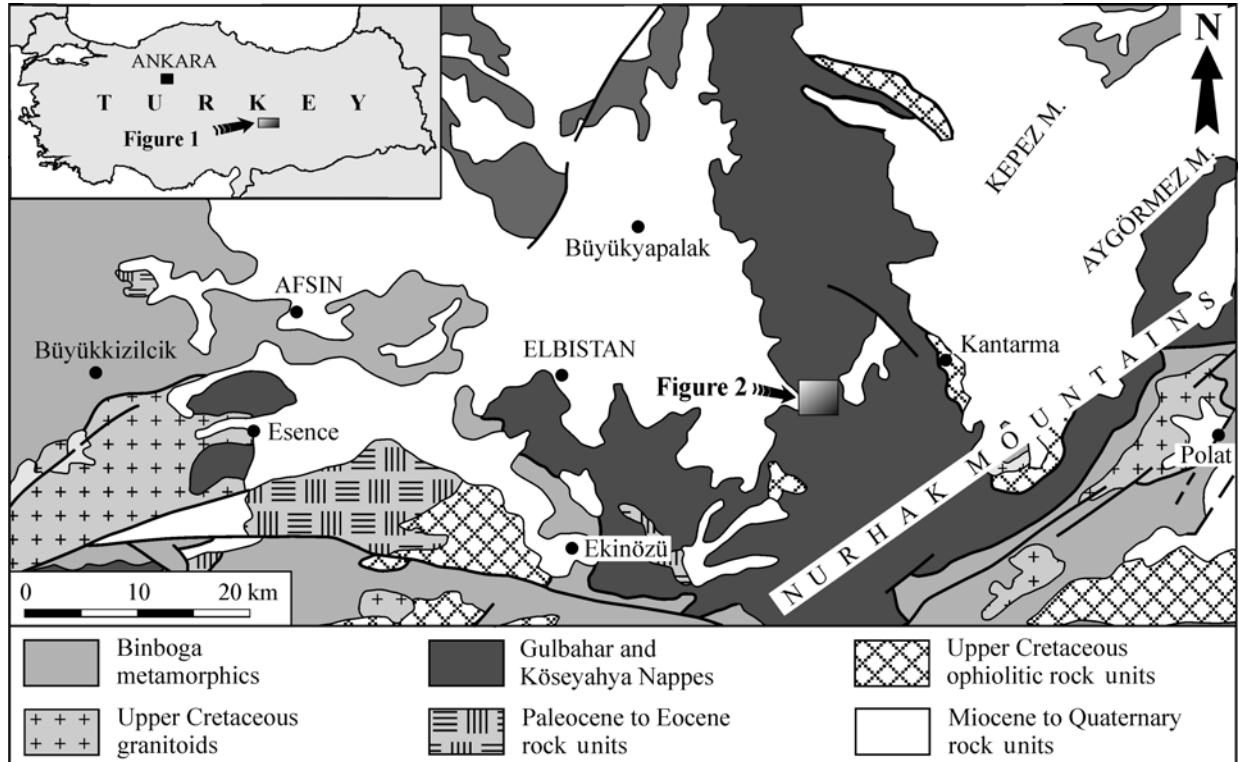 ANKARA
T U R K E Y
Figure 1
N
KEPEZ M.
AYGÖRMEZ M.
Büyükyapalak
AFSIN
Büyükkizilcik
ELBISTAN
Kantarma
Figure 2
Esence
NURHAK MÔUNTAINS
Polat
Ekinözü
0 10 20 km
Binboga
metamorphics
Gulbahar and
Köseyahya Nappes
Upper Cretaceous
ophiolitic rock units
Upper Cretaceous
granitoids
Paleocene to Eocene
rock units
Miocene to Quaternary
rock units